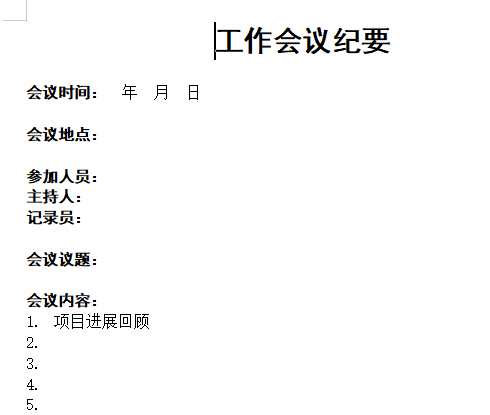 工作会议纪要
会议时间： 年 月 日
会议地点：
参加人员：
主持人：
记录员：
会议议题：
会议内容：
1. 项目进展回顾
2.
3.
4.
5.